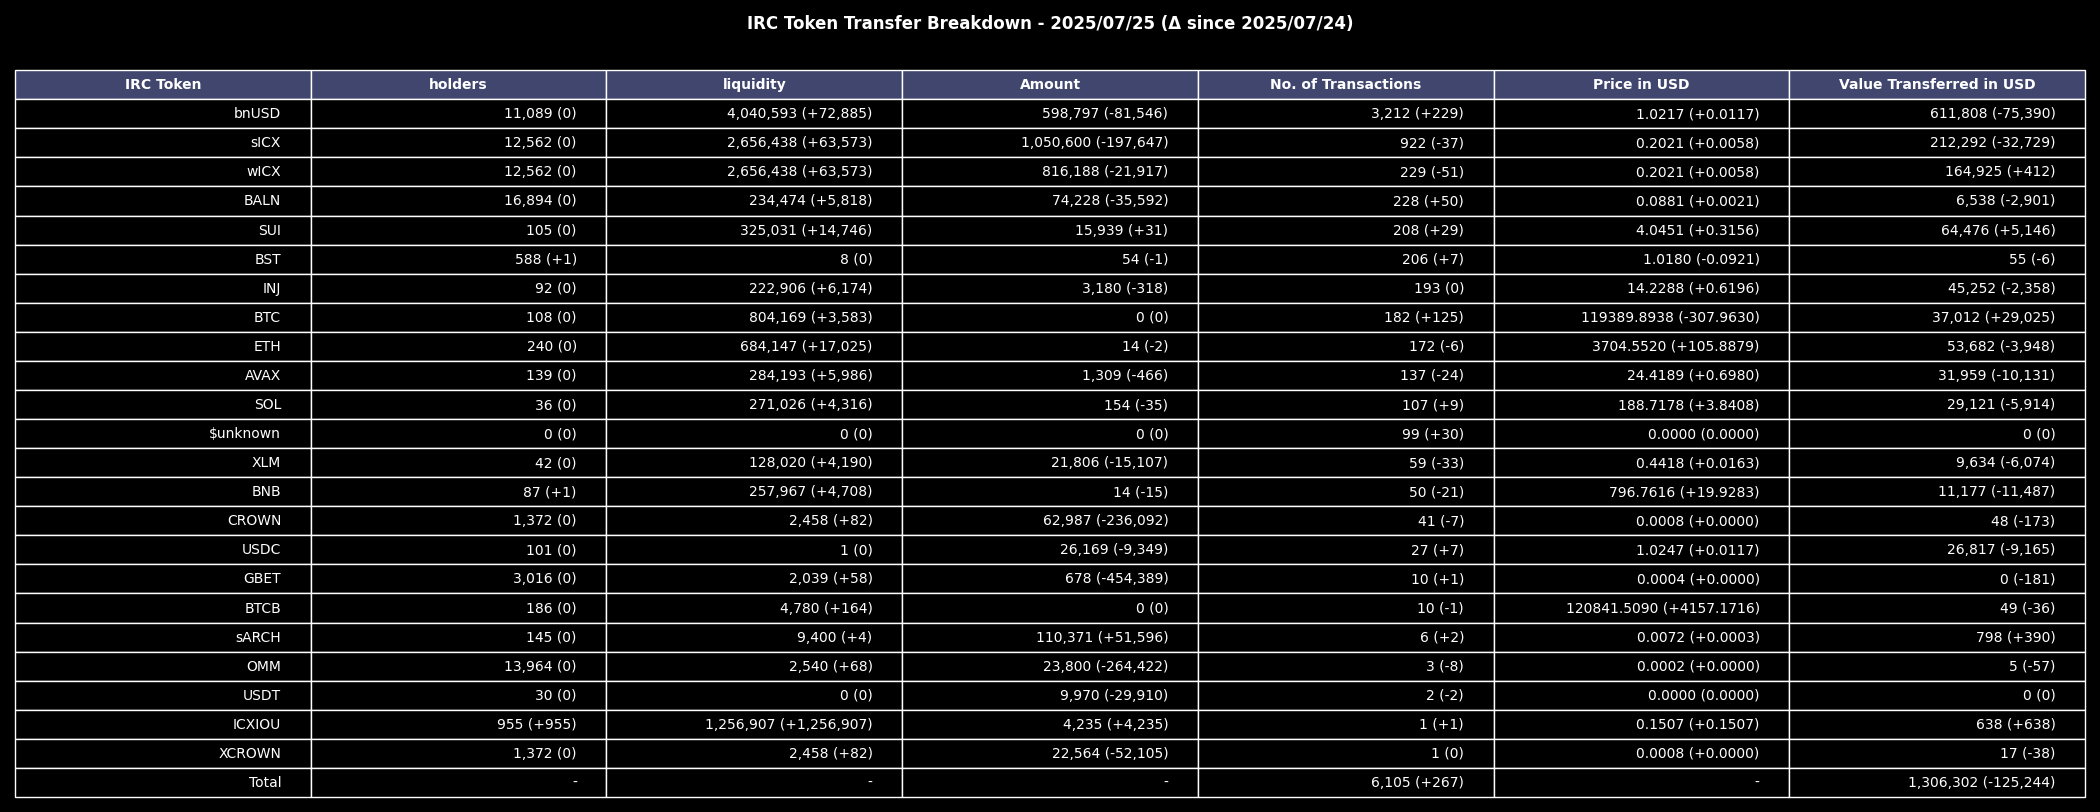 IRC Token Transfer Breakdown - 2025/07/25 (Δ since 2025/07/24)
IRC Token holders liquidity Amount No. of Transactions Price in USD Value Transferred in USD
bnUSD 11,089 (0) 4,040,593 (+72,885) 598,797 (-81,546) 3,212 (+229) 1.0217 (+0.0117) 611,808 (-75,390)
sICX 12,562 (0) 2,656,438 (+63,573) 1,050,600 (-197,647) 922 (-37) 0.2021 (+0.0058) 212,292 (-32,729)
wICX 12,562 (0) 2,656,438 (+63,573) 816,188 (-21,917) 229 (-51) 0.2021 (+0.0058) 164,925 (+412)
BALN 16,894 (0) 234,474 (+5,818) 74,228 (-35,592) 228 (+50) 0.0881 (+0.0021) 6,538 (-2,901)
SUI 105 (0) 325,031 (+14,746) 15,939 (+31) 208 (+29) 4.0451 (+0.3156) 64,476 (+5,146)
BST 588 (+1) 8 (0) 54 (-1) 206 (+7) 1.0180 (-0.0921) 55 (-6)
INJ 92 (0) 222,906 (+6,174) 3,180 (-318) 193 (0) 14.2288 (+0.6196) 45,252 (-2,358)
BTC 108 (0) 804,169 (+3,583) 0 (0) 182 (+125) 119389.8938 (-307.9630) 37,012 (+29,025)
ETH 240 (0) 684,147 (+17,025) 14 (-2) 172 (-6) 3704.5520 (+105.8879) 53,682 (-3,948)
AVAX 139 (0) 284,193 (+5,986) 1,309 (-466) 137 (-24) 24.4189 (+0.6980) 31,959 (-10,131)
SOL 36 (0) 271,026 (+4,316) 154 (-35) 107 (+9) 188.7178 (+3.8408) 29,121 (-5,914)
$unknown 0 (0) 0 (0) 0 (0) 99 (+30) 0.0000 (0.0000) 0 (0)
XLM 42 (0) 128,020 (+4,190) 21,806 (-15,107) 59 (-33) 0.4418 (+0.0163) 9,634 (-6,074)
BNB 87 (+1) 257,967 (+4,708) 14 (-15) 50 (-21) 796.7616 (+19.9283) 11,177 (-11,487)
CROWN 1,372 (0) 2,458 (+82) 62,987 (-236,092) 41 (-7) 0.0008 (+0.0000) 48 (-173)
USDC 101 (0) 1 (0) 26,169 (-9,349) 27 (+7) 1.0247 (+0.0117) 26,817 (-9,165)
GBET 3,016 (0) 2,039 (+58) 678 (-454,389) 10 (+1) 0.0004 (+0.0000) 0 (-181)
BTCB 186 (0) 4,780 (+164) 0 (0) 10 (-1) 120841.5090 (+4157.1716) 49 (-36)
sARCH 145 (0) 9,400 (+4) 110,371 (+51,596) 6 (+2) 0.0072 (+0.0003) 798 (+390)
OMM 13,964 (0) 2,540 (+68) 23,800 (-264,422) 3 (-8) 0.0002 (+0.0000) 5 (-57)
USDT 30 (0) 0 (0) 9,970 (-29,910) 2 (-2) 0.0000 (0.0000) 0 (0)
ICXIOU 955 (+955) 1,256,907 (+1,256,907) 4,235 (+4,235) 1 (+1) 0.1507 (+0.1507) 638 (+638)
XCROWN 1,372 (0) 2,458 (+82) 22,564 (-52,105) 1 (0) 0.0008 (+0.0000) 17 (-38)
Total - - - 6,105 (+267) - 1,306,302 (-125,244)